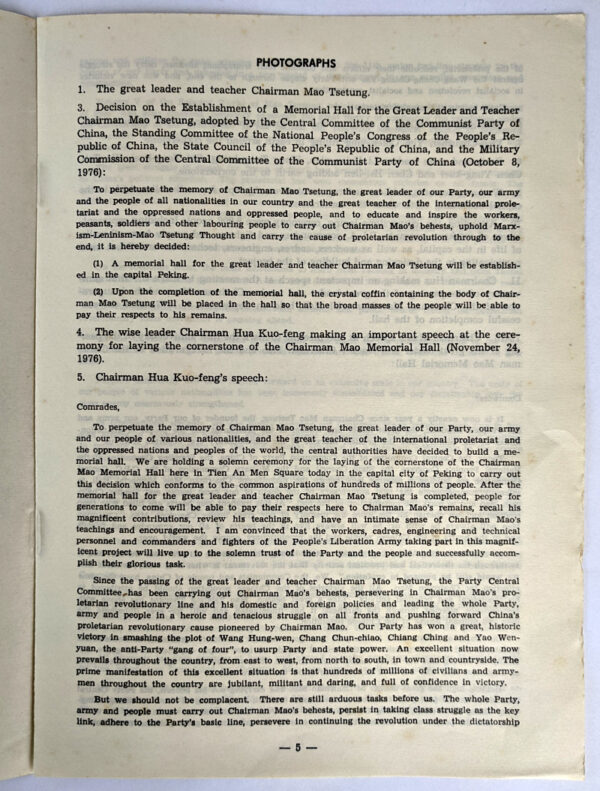 PHOTOGRAPHS
1. The great leader and teacher Chairman Mao Tsetung.
3. Decision on the Establishment of a Memorial Hall for the Great Leader and Teacher
Chairman Mao Tsetung, adopted by the Central Committee of the Communist Party of
China, the Standing Committee of the National People's Congress of the People's Re-
public of China, the State Council of the People's Republic of China, and the Military
Commission of the Central Committee of the Communist Party of China (October 8,
1976):
To perpetuate the memory of Chairman Mao Tsetung, the great leader of our Party, our army
and the people of all nationalities in our country and the great teacher of the international prole-
tariat and the oppressed nations and oppressed people, and to educate and inspire the workers,
peasants, soldiers and other labouring people to carry out Chairman Mao's behests, uphold Marx-
ism-Leninism-Mao Tsetung Thought and carry the cause of proletarian revolution through to the
end, it is hereby decided:
(1) A memorial hall for the great leader and teacher Chairman Mao Tsetung will be establish-
ed in the capital Peking.
(2) Upon the completion of the memorial hall, the crystal coffin containing the body of Chair-
man Mao Tsetung will be placed in the hall so that the broad masses of the people will be able to
pay their respects to his remains.
4. The wise leader Chairman Hua Kuo-feng making an important speech at the cere-
mony for laying the cornerstone of the Chairman Mao Memorial Hall (November 24,
1976).
5. Chairman Hua Kuo-feng's speech:
Comrades,
To perpetuate the memory of Chairman Mao Tsetung, the great leader of our Party, our army
and our people of various nationalities, and the great teacher of the international proletariat and
the oppressed nations and peoples of the world, the central authorities have decided to build a me-
morial hall. We are holding a solemn ceremony for the laying of the cornerstone of the Chairman
Mao Memorial Hall here in Tien An Men Square today in the capital city of Peking to carry out
this decision which conforms to the common aspirations of hundreds of millions of people. After the
memorial hall for the great leader and teacher Chairman Mao Tsetung is completed, people for
generations to come will be able to pay their respects here to Chairman Mao's remains, recall his
magnificent contributions, review his teachings, and have an intimate sense of Chairman Mao's
teachings and encouragement. I am convinced that the workers, cadres, engineering and technical
personnel and commanders and fighters of the People's Liberation Army taking part in this magnif-
icent project will live up to the solemn trust of the Party and the people and successfully accom-
plish their glorious task.
Since the passing of the great leader and teacher Chairman Mao Tsetung, the Party Central
Committee has been carrying out Chairman Mao's behests, persevering in Chairman Mao's pro-
letarian revolutionary line and his domestic and foreign policies and leading the whole Party,
army and people in a heroic and tenacious struggle on all fronts and pushing forward China's
proletarian revolutionary cause pioneered by Chairman Mao. Our Party has won a great, historic
victory in smashing the plot of Wang Hung-wen, Chang Chun-chiao, Chiang Ching and Yao Wen-
yuan, the anti-Party "gang of four", to usurp Party and state power. An excellent situation now
prevails throughout the country, from east to west, from north to south, in town and countryside. The
prime manifestation of this excellent situation is that hundreds of millions of civilians and army-
men throughout the country are jubilant, militant and daring, and full of confidence in victory.
But we should not be complacent. There are still arduous tasks before us. The whole Party,
army and people must carry out Chairman Mao's behests, persist in taking class struggle as the key
link, adhere to the Party's basic line, persevere in continuing the revolution under the dictatorship
— 5 —